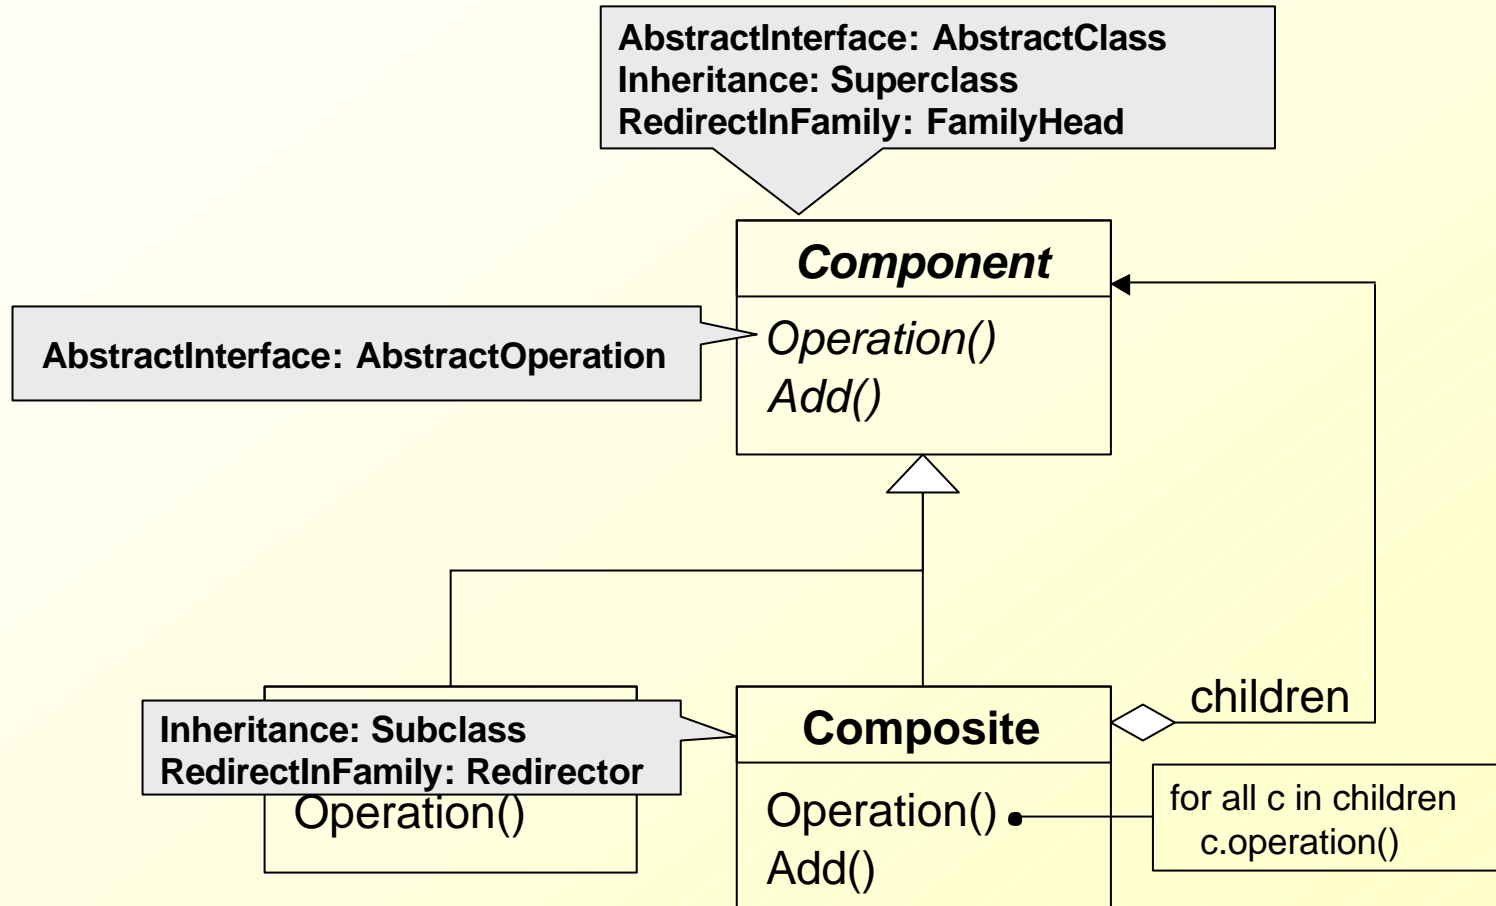 AbstractInterface: AbstractClass
Inheritance: Superclass
RedirectInFamily: FamilyHead
Component
AbstractInterface: AbstractOperation
Operation()
Add()
children
Inheritance: Subclass
RedirectInFamily: Redirector
Operation()
Composite
Operation()
Add()
for all c in children
c.operation()